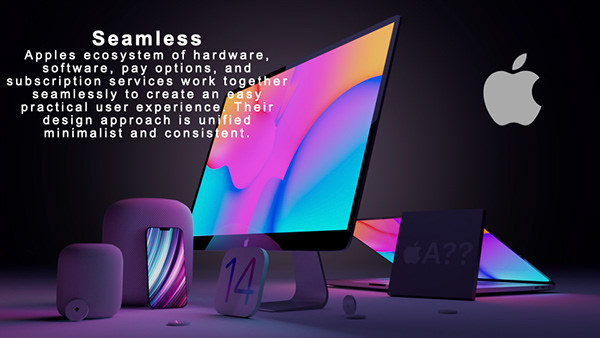 Seamless
Apples ecosystem of hardware,
software, pay options, and
subscription services work together
seamlessly to create an easy
practical user experience. Their
design approach is unified
minimalist and consistent.
14
A??